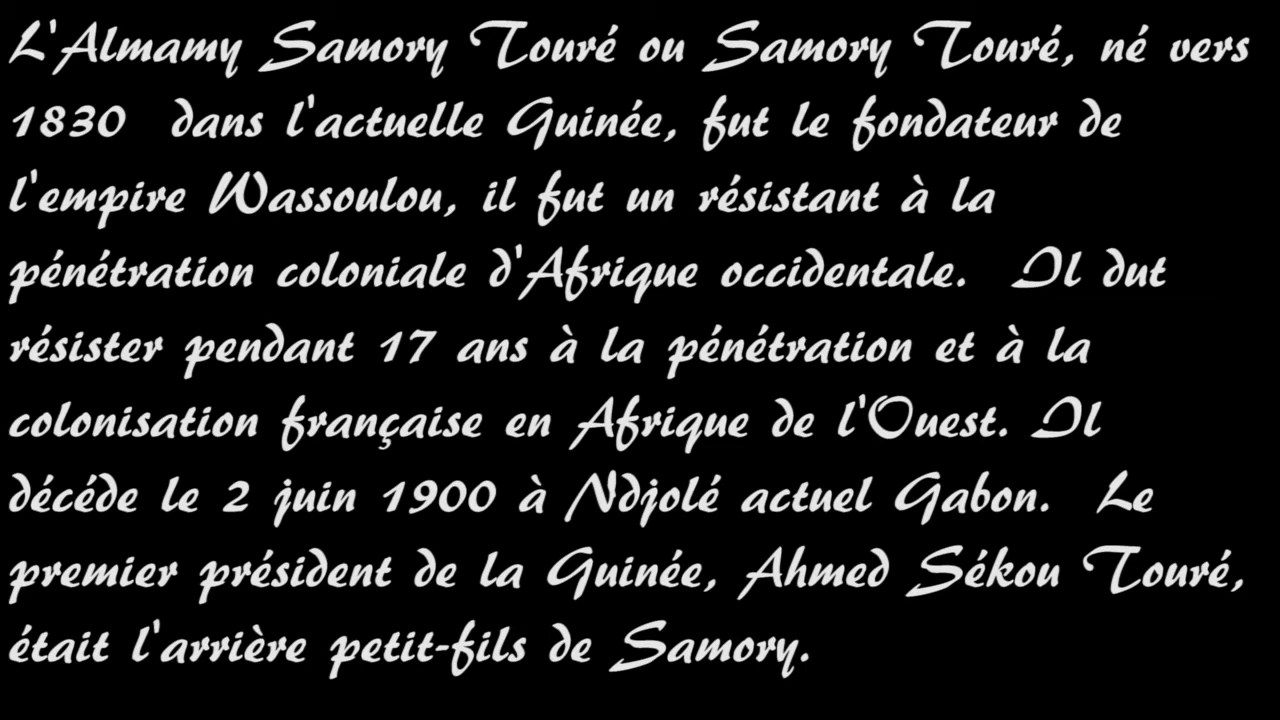 L'Almamy Samory Touré ou Samory Touré, né vers
1830 dans l'actuelle Guinée, fut le fondateur de
l'empire Wassoulou, il fut un résistant à la
pénétration coloniale d'Afrique occidentale. Il dut
résister pendant 17 ans à la pénétration et à la
colonisation française en Afrique de l'Ouest. Il
décéde le 2 juin 1900 à Ndjolé actuel Gabon. Le
premier président de la Guinée, Ahmed Sékou Touré,
était l'arrière petit-fils de Samory.